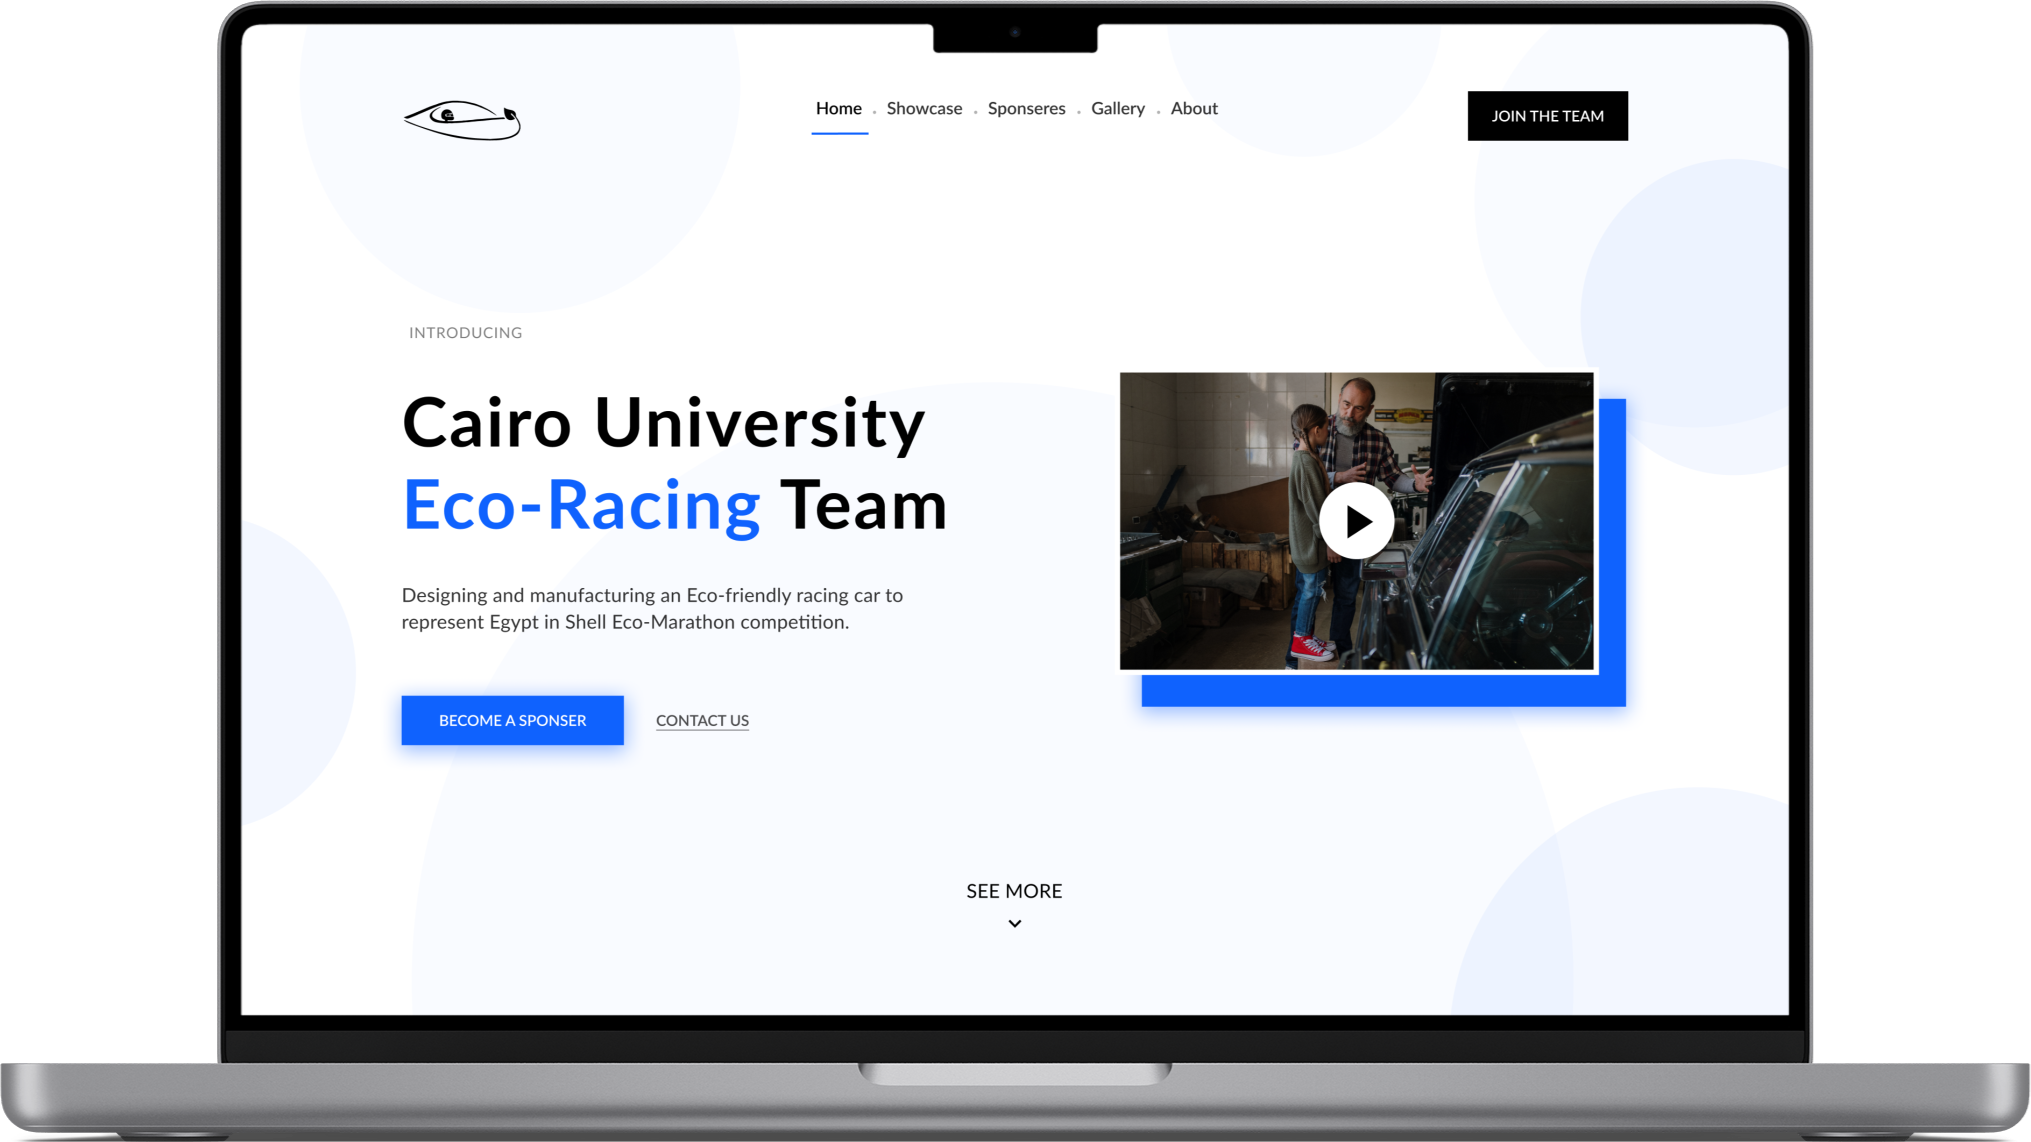 Home . Showcase . Sponseres . Gallery . About
JOIN THE TEAM
INTRODUCING
Cairo University
Eco-Racing Team
Designing and manufacturing an Eco-friendly racing car to
represent Egypt in Shell Eco-Marathon competition.
BECOME A SPONSER
CONTACT US
SEE MORE